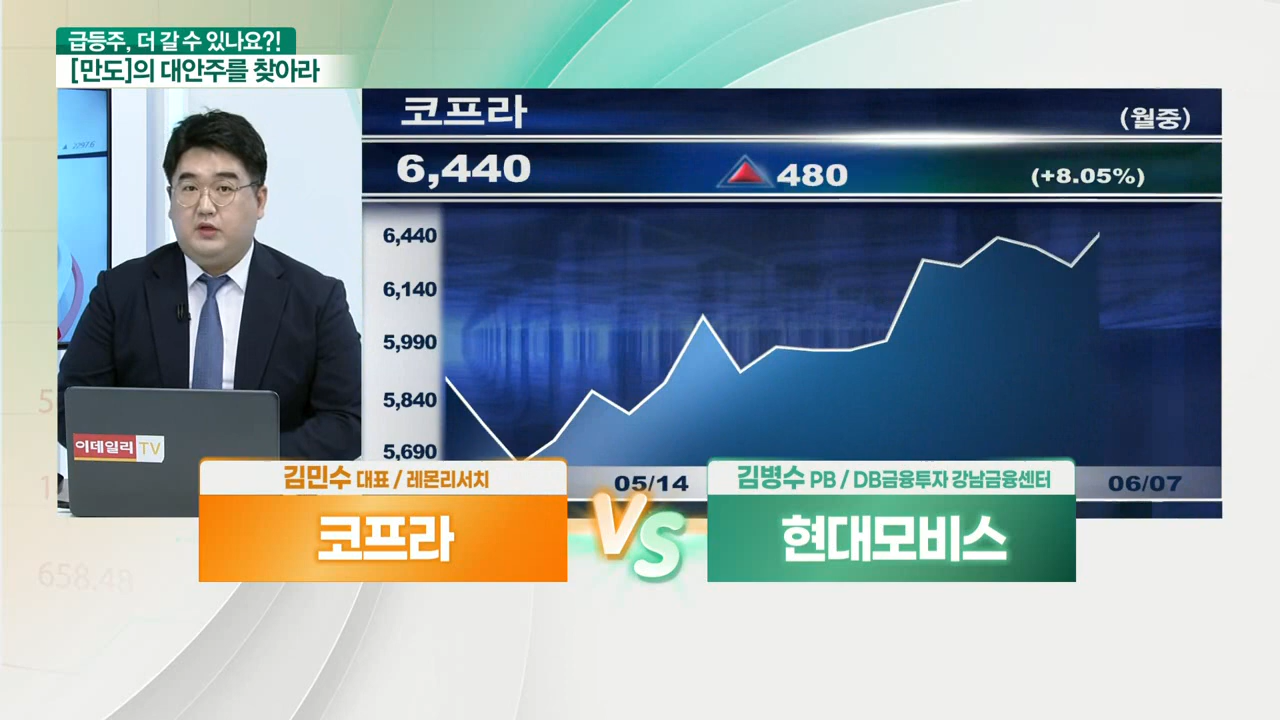 급등주, 더 갈 수 있나요?!
[만도]의 대안주를 찾아라
2297.6
코프라
(월중)
6,440
480
(+8.05%)
6,440
6,140
5,990
5,840
5,690
05/14
06/07
이데일리 TV
658.48
김민수 대표 / 레몬리서치
코프라
VS
김병수 PB / DB금융투자 강남금융센터
현대모비스